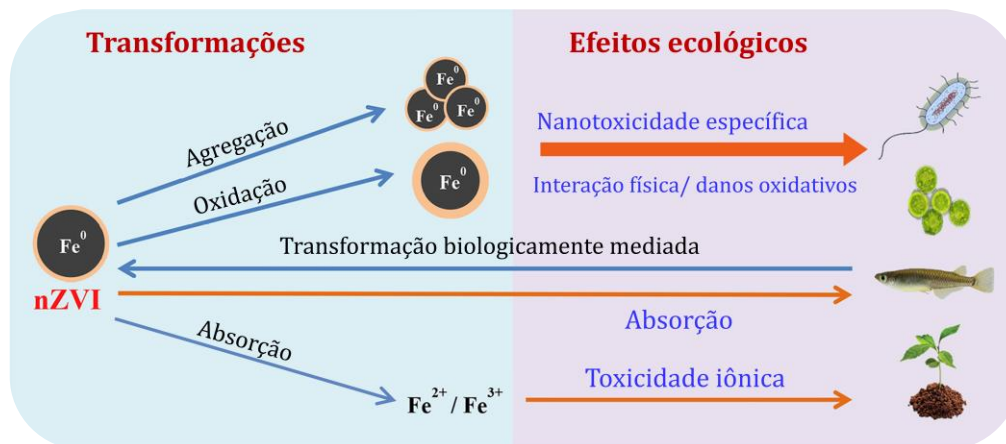 Transformações
Efeitos ecológicos
Fe⁰
Fe⁰ Fe⁰
Agregação
Nanotoxicidade específica
Oxidação
Fe⁰
Interação física/ danos oxidativos
Fe⁰
nZVI
Transformação biologicamente mediada
Absorção
Absorção
Toxicidade iônica
Fe²⁺ / Fe³⁺